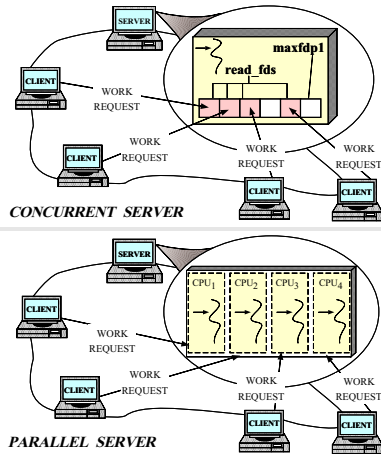 SERVER
maxfdp1
read_fds
CLIENT
WORK
REQUEST
WORK
REQUEST
WORK
REQUEST
WORK
REQUEST
CLIENT
CLIENT
CLIENT
CONCURRENT SERVER
SERVER
CPU1
CPU2
CPU3
CPU4
CLIENT
WORK
REQUEST
WORK
REQUEST
WORK
REQUEST
WORK
REQUEST
CLIENT
CLIENT
CLIENT
PARALLEL SERVER